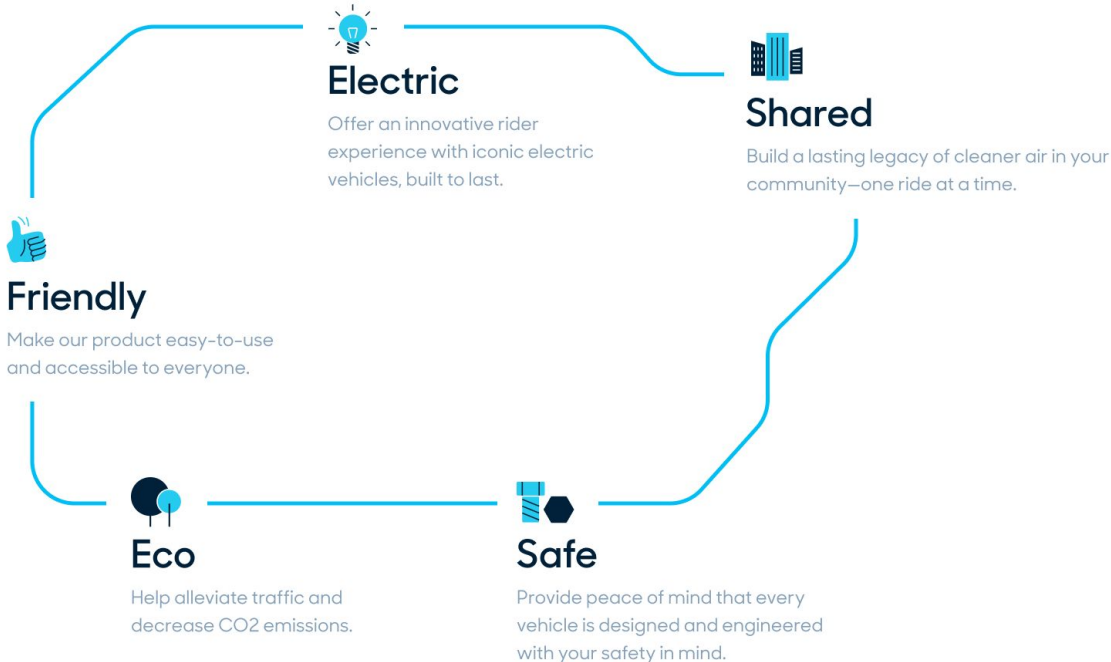 Electric
Offer an innovative rider
experience with iconic electric
vehicles, built to last.
Shared
Build a lasting legacy of cleaner air in your
community—one ride at a time.
Friendly
Make our product easy-to-use
and accessible to everyone.
Eco
Help alleviate traffic and
decrease CO2 emissions.
Safe
Provide peace of mind that every
vehicle is designed and engineered
with your safety in mind.